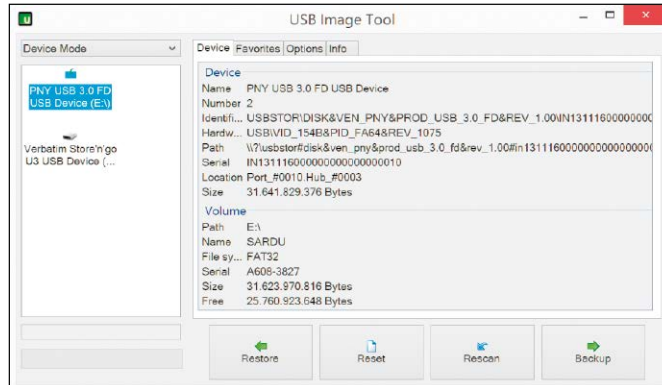 USB Image Tool
Device Mode
PNY USB 3.0 FD
USB Device (E:\)
Verbatim Store'n'go
U3 USB Device (...
Device Favorites Options Info
Device
Name PNY USB 3.0 FD USB Device
Number 2
Identifi... USBSTOR\DISK&VEN_PNY&PROD_USB_3.0_FD&REV_1.00\IN13111600000000
Hardw... USB\VID_154B&PID_FA64&REV_1075
Path \\?\usbstor#disk&ven_pny&prod_usb_3.0_fd&rev_1.00#in1311160000000000000000
Serial IN131116000000000000000010
Location Port_#0010.Hub_#0003
Size 31.641.829.376 Bytes
Volume
Path E:\
Name SARDU
File sy... FAT32
Serial A608-3827
Size 31.623.970.816 Bytes
Free 25.760.923.648 Bytes
Restore Reset Rescan Backup